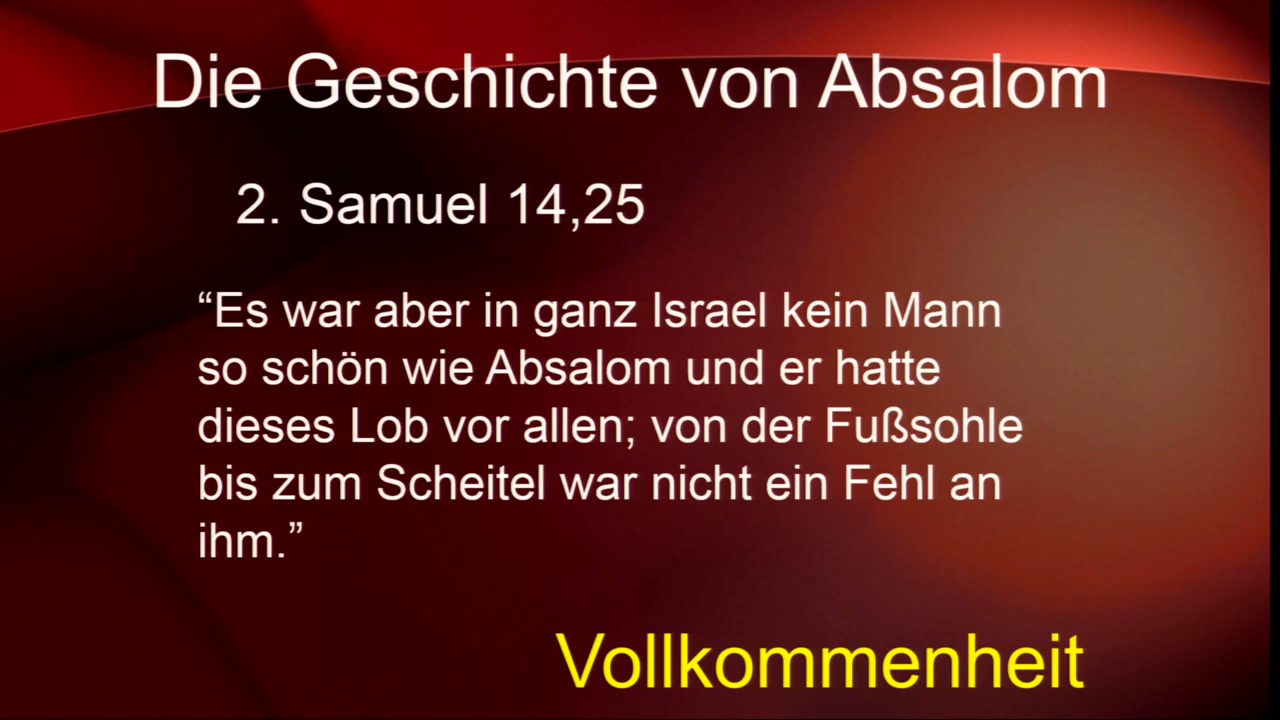 Die Geschichte von Absalom
2. Samuel 14,25
“Es war aber in ganz Israel kein Mann
so schön wie Absalom und er hatte
dieses Lob vor allen; von der Fußsohle
bis zum Scheitel war nicht ein Fehl an
ihm.”
Vollkommenheit